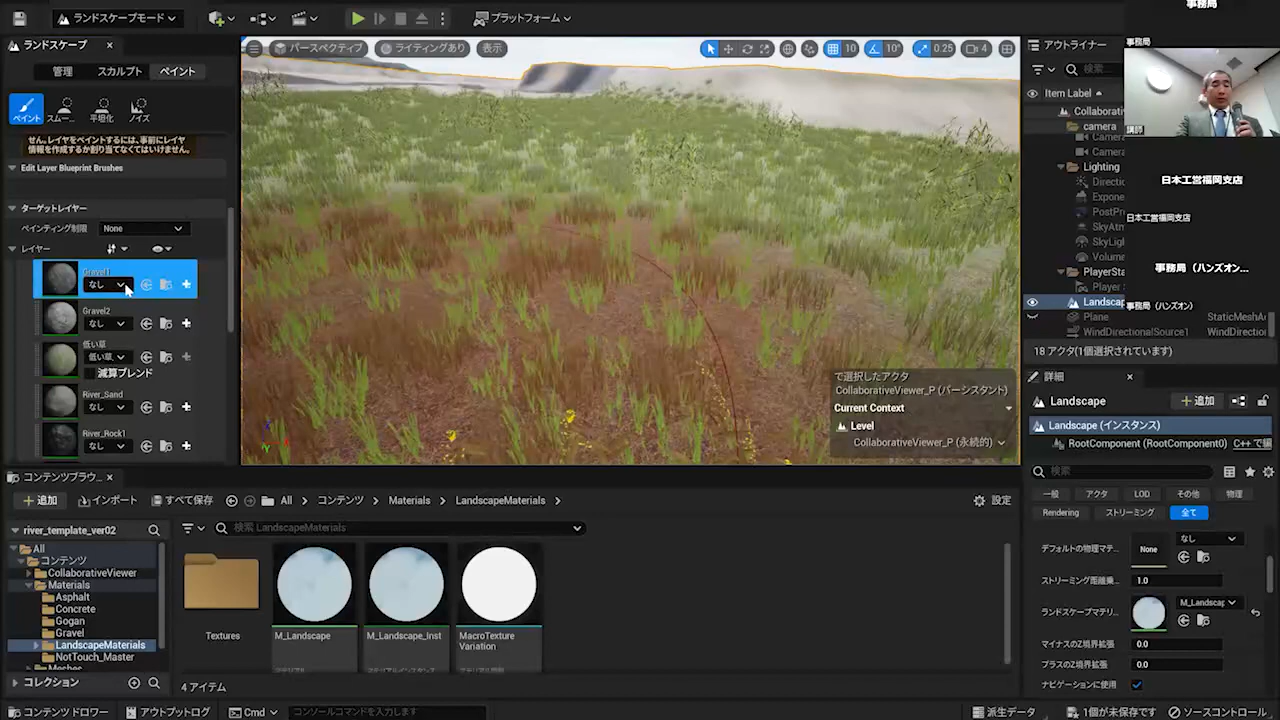 ランドスケープモード
プラットフォーム
事務局
ランドスケープ
パースペクティブ
ライティングあり
表示
10
10°
0.25
4
アウトライナー
事務局
管理
スカルプト
ペイント
検索...
Item Label
講師
ペイント
スムー...
平坦化
ノイズ
camera
せん。レイヤをペイントするには、事前にレイヤ
情報を作成するか割り当てなくてはいけません。
Edit Layer Blueprint Brushes
Lighting
日本工営福岡支店
ターゲットレイヤー
ペインティング制限
None
日本工営福岡支店
レイヤー
Gravel1
なし
事務局（ハンズオン...
事務局（ハンズオン）
Gravel2
なし
Plane
StaticMeshA
WindDirectionalSource1
WindDirectio
低い草
低い草
減算ブレンド
18 アクタ(1個選択されています)
River_Sand
なし
River_Rock1
なし
で選択したアクタ
CollaborativeViewer_P (パーシスタント)
Current Context
Level
CollaborativeViewer_P (永続的)
詳細
Landscape
追加
Landscape (インスタンス)
RootComponent (RootComponent0)
C++ で編
検索
一般
アクタ
LOD
その他
物理
Rendering
ストリーミング
全て
デフォルトの物理マテ...
None
なし
ストリーミング距離乗...
1.0
ランドスケープマテリ...
M_Landscap
マイナスのZ境界拡張
0.0
プラスのZ境界拡張
0.0
ナビゲーションに使用
コンテンツブラウ...
追加
インポート
すべて保存
All
コンテンツ
Materials
LandscapeMaterials
設定
river_template_ver02
検索 LandscapeMaterials
All
コンテンツ
CollaborativeViewer
Materials
Asphalt
Concrete
Gogan
Gravel
LandscapeMaterials
NotTouch_Master
Meshes
Textures
M_Landscape
M_Landscape_Inst
MacroTexture
Variation
コレクション
4 アイテム
コンテンツドロワー
アウトプットログ
Cmd
コンソールコマンドを入力します
派生データ
1個が未保存です
ソースコントロール